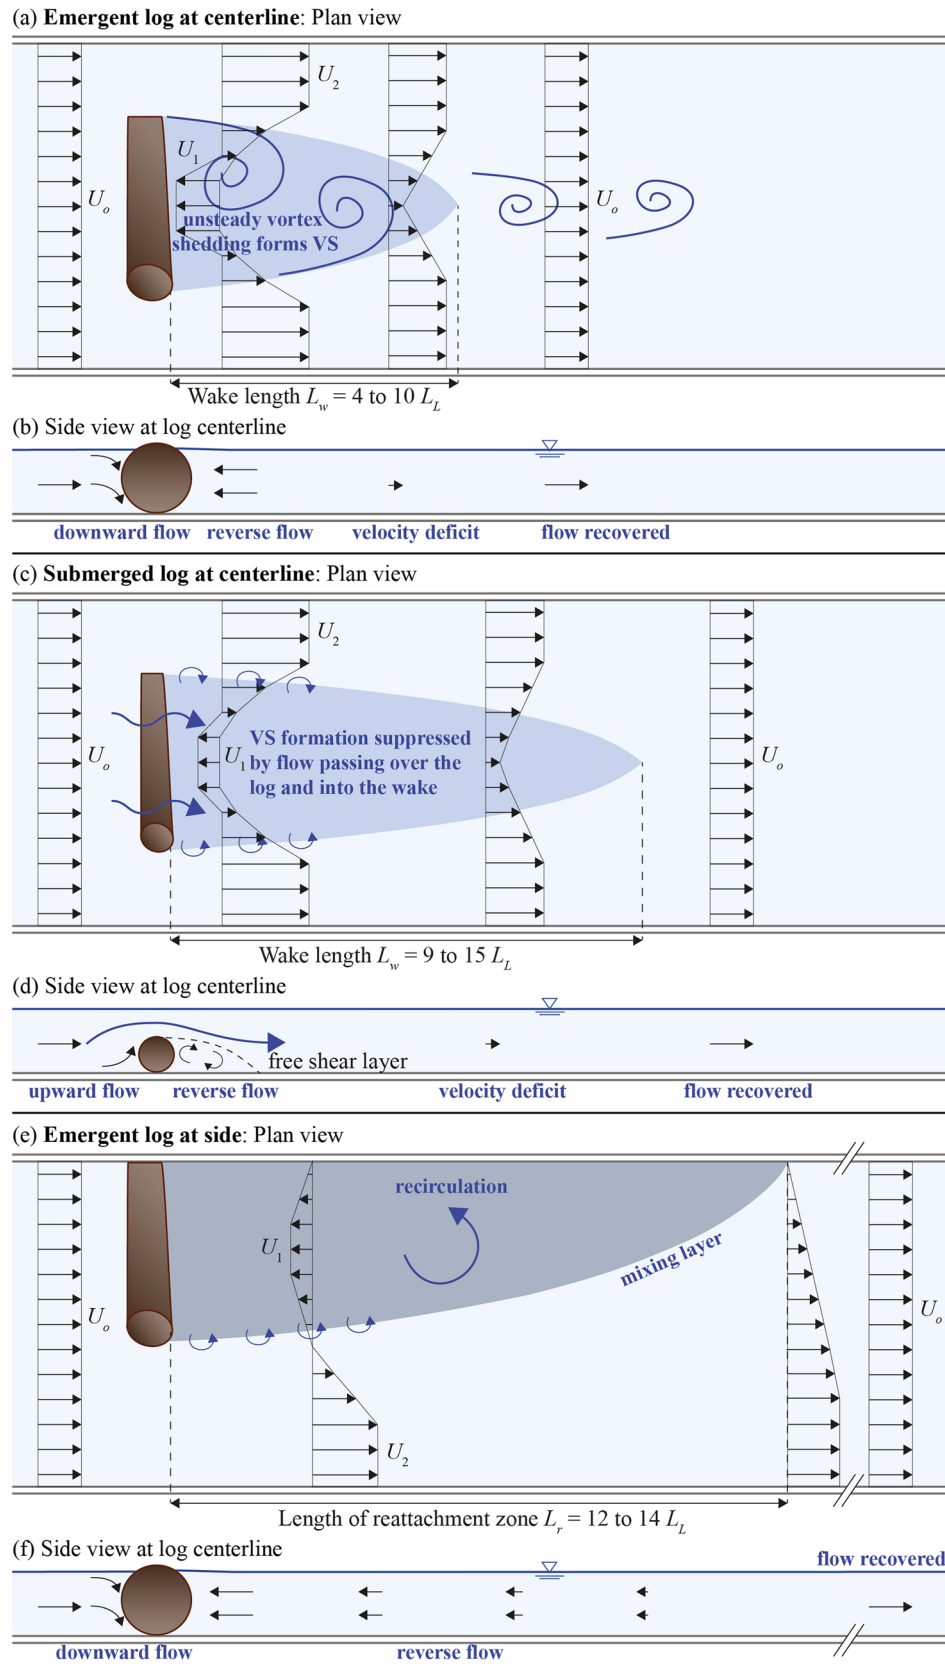 (a) Emergent log at centerline: Plan view
U2
U1
Uo
Uo
unsteady vortex
shedding forms VS
Wake length Lw = 4 to 10 LL
(b) Side view at log centerline
downward flow reverse flow velocity deficit flow recovered
(c) Submerged log at centerline: Plan view
U2
Uo
U1
Uo
VS formation suppressed
by flow passing over the
log and into the wake
Wake length Lw = 9 to 15 LL
(d) Side view at log centerline
free shear layer
upward flow reverse flow velocity deficit flow recovered
(e) Emergent log at side: Plan view
recirculation
U1
mixing layer
Uo
Uo
U2
Length of reattachment zone Lr = 12 to 14 LL
(f) Side view at log centerline
flow recovered
downward flow reverse flow